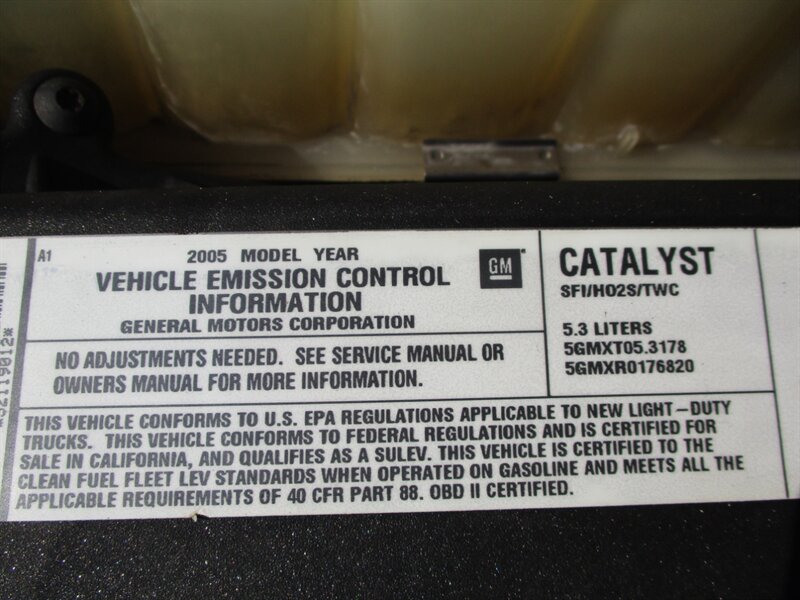 A1
2005 MODEL YEAR
VEHICLE EMISSION CONTROL
INFORMATION
GENERAL MOTORS CORPORATION
GM
NO ADJUSTMENTS NEEDED. SEE SERVICE MANUAL OR
OWNERS MANUAL FOR MORE INFORMATION.
CATALYST
SFI/HO2S/TWC
5.3 LITERS
5GMXT05.3178
5GMXR0176820
THIS VEHICLE CONFORMS TO U.S. EPA REGULATIONS APPLICABLE TO NEW LIGHT-DUTY
TRUCKS. THIS VEHICLE CONFORMS TO FEDERAL REGULATIONS AND IS CERTIFIED FOR
SALE IN CALIFORNIA, AND QUALIFIES AS A SULEV. THIS VEHICLE IS CERTIFIED TO THE
CLEAN FUEL FLEET LEV STANDARDS WHEN OPERATED ON GASOLINE AND MEETS ALL THE
APPLICABLE REQUIREMENTS OF 40 CFR PART 88. OBD II CERTIFIED.